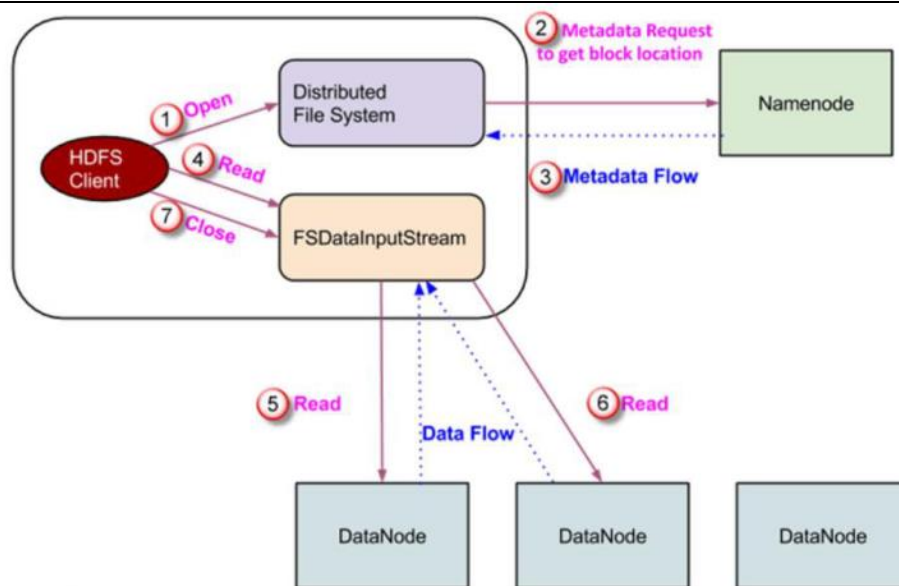 2 Metadata Request
to get block location
Distributed
File System
Namenode
1 Open
HDFS
Client
4 Read
3 Metadata Flow
7 Close
FSDataInputStream
5 Read
6 Read
Data Flow
DataNode
DataNode
DataNode